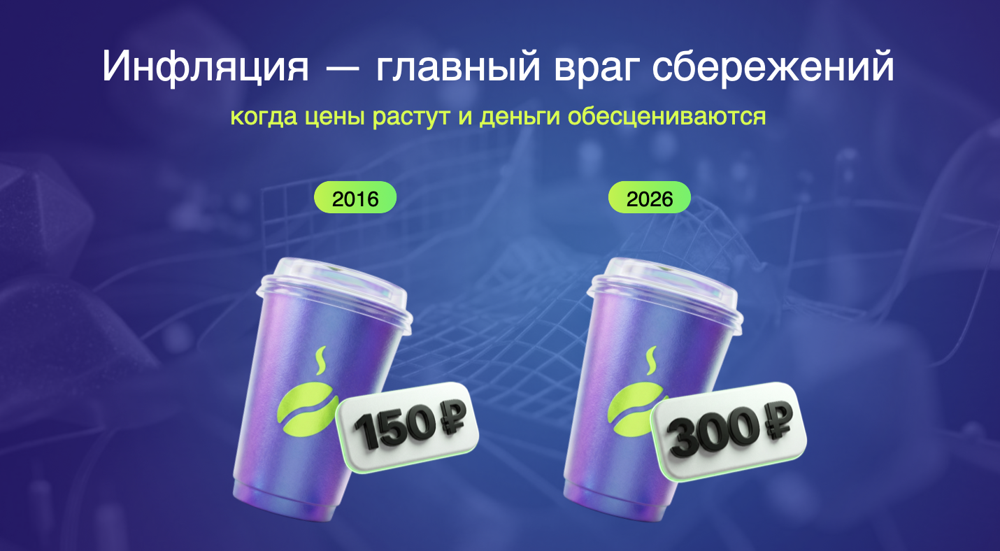 Инфляция — главный враг сбережений
когда цены растут и деньги обесцениваются
2016
2026
150 ₽
300 ₽